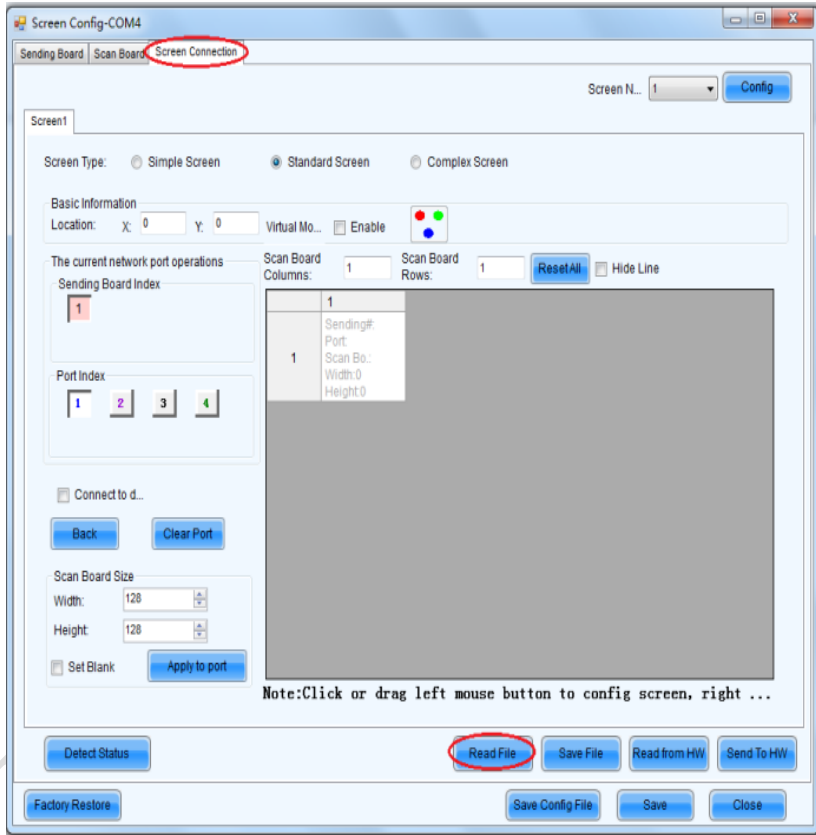 Screen Config-COM4
Sending Board Scan Board Screen Connection
Screen N... 1 Config
Screen1
Screen Type: Simple Screen Standard Screen Complex Screen
Basic Information
Location: X: 0 Y: 0 Virtual Mo... Enable
The current network port operations
Sending Board Index
1
Port Index
1 2 3 4
Connect to d...
Back Clear Port
Scan Board Size
Width: 128
Height: 128
Set Blank Apply to port
Scan Board Columns: 1 Scan Board Rows: 1 Reset All Hide Line
1
1
Sending#:
Port:
Scan Bo.:
Width:0
Height:0
Note:Click or drag left mouse button to config screen, right ...
Detect Status Read File Save File Read from HW Send To HW
Factory Restore Save Config File Save Close